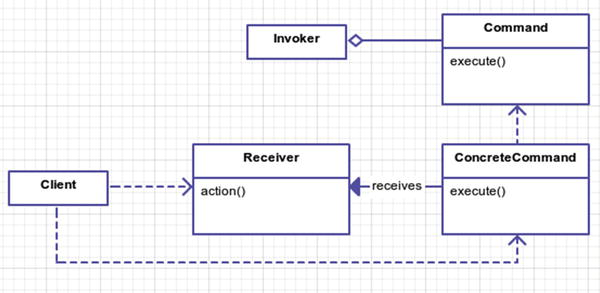 Invoker
Command
execute()
Client
Receiver
action()
receives
ConcreteCommand
execute()